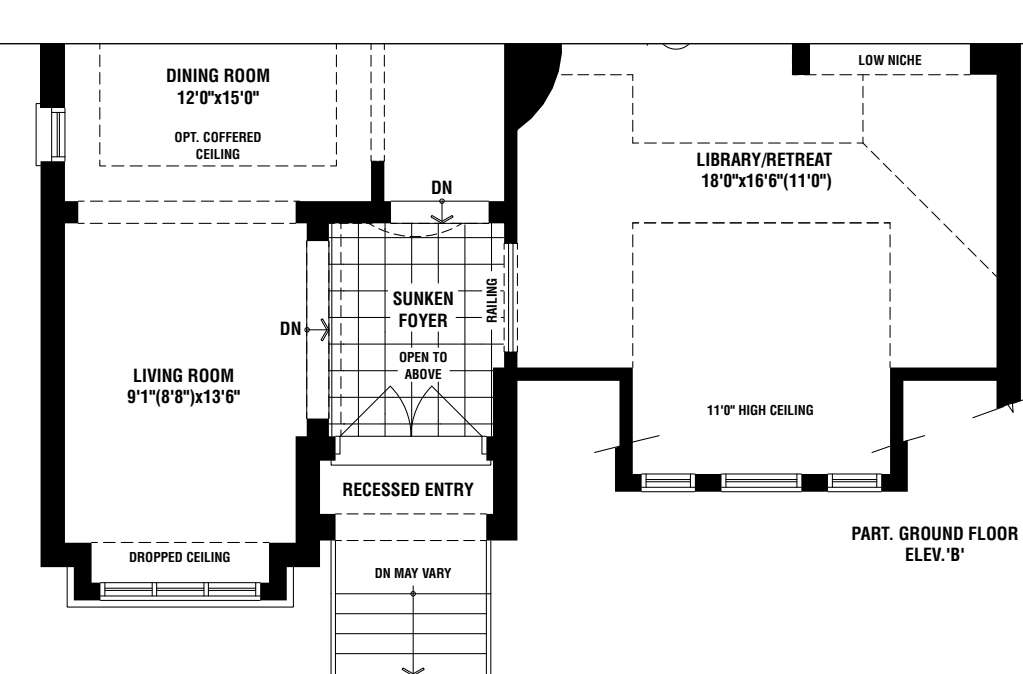 DINING ROOM
12'0"x15'0"
OPT. COFFERED
CEILING
LOW NICHE
LIBRARY/RETREAT
18'0"x16'6"(11'0")
DN
SUNKEN
FOYER
RAILING
DN
OPEN TO
ABOVE
LIVING ROOM
9'1"(8'8")x13'6"
11'0" HIGH CEILING
RECESSED ENTRY
DROPPED CEILING
DN MAY VARY
PART. GROUND FLOOR
ELEV.'B'